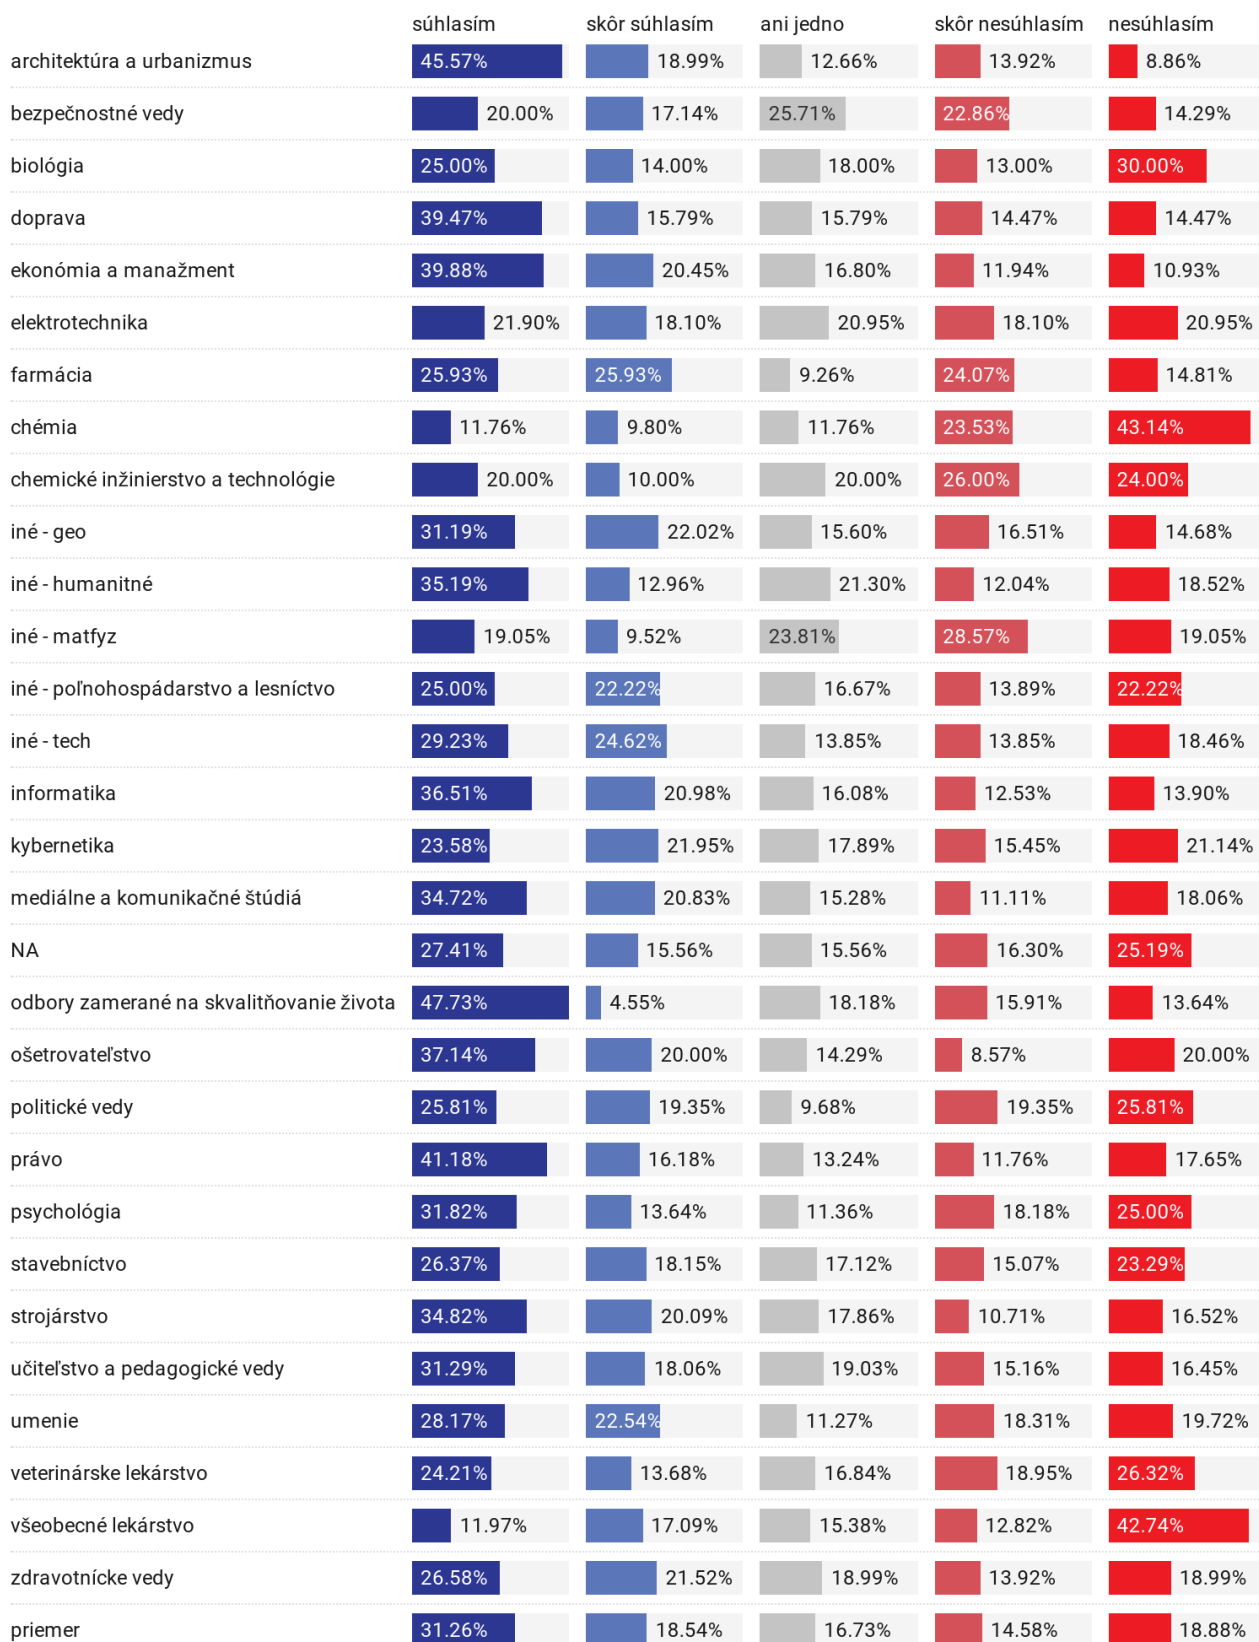 súhlasím skôr súhlasím ani jedno skôr nesúhlasím nesúhlasím
architektúra a urbanizmus 45.57% 18.99% 12.66% 13.92% 8.86%
bezpečnostné vedy 20.00% 17.14% 25.71% 22.86% 14.29%
biológia 25.00% 14.00% 18.00% 13.00% 30.00%
doprava 39.47% 15.79% 15.79% 14.47% 14.47%
ekonómia a manažment 39.88% 20.45% 16.80% 11.94% 10.93%
elektrotechnika 21.90% 18.10% 20.95% 18.10% 20.95%
farmácia 25.93% 25.93% 9.26% 24.07% 14.81%
chémia 11.76% 9.80% 11.76% 23.53% 43.14%
chemické inžinierstvo a technológie 20.00% 10.00% 20.00% 26.00% 24.00%
iné - geo 31.19% 22.02% 15.60% 16.51% 14.68%
iné - humanitné 35.19% 12.96% 21.30% 12.04% 18.52%
iné - matfyz 19.05% 9.52% 23.81% 28.57% 19.05%
iné - poľnohospádarstvo a lesníctvo 25.00% 22.22% 16.67% 13.89% 22.22%
iné - tech 29.23% 24.62% 13.85% 13.85% 18.46%
informatika 36.51% 20.98% 16.08% 12.53% 13.90%
kybernetika 23.58% 21.95% 17.89% 15.45% 21.14%
mediálne a komunikačné štúdiá 34.72% 20.83% 15.28% 11.11% 18.06%
NA 27.41% 15.56% 15.56% 16.30% 25.19%
odbory zamerané na skvalitňovanie života 47.73% 4.55% 18.18% 15.91% 13.64%
ošetrovateľstvo 37.14% 20.00% 14.29% 8.57% 20.00%
politické vedy 25.81% 19.35% 9.68% 19.35% 25.81%
právo 41.18% 16.18% 13.24% 11.76% 17.65%
psychológia 31.82% 13.64% 11.36% 18.18% 25.00%
stavebníctvo 26.37% 18.15% 17.12% 15.07% 23.29%
strojárstvo 34.82% 20.09% 17.86% 10.71% 16.52%
učiteľstvo a pedagogické vedy 31.29% 18.06% 19.03% 15.16% 16.45%
umenie 28.17% 22.54% 11.27% 18.31% 19.72%
veterinárske lekárstvo 24.21% 13.68% 16.84% 18.95% 26.32%
všeobecné lekárstvo 11.97% 17.09% 15.38% 12.82% 42.74%
zdravotnícke vedy 26.58% 21.52% 18.99% 13.92% 18.99%
priemer 31.26% 18.54% 16.73% 14.58% 18.88%